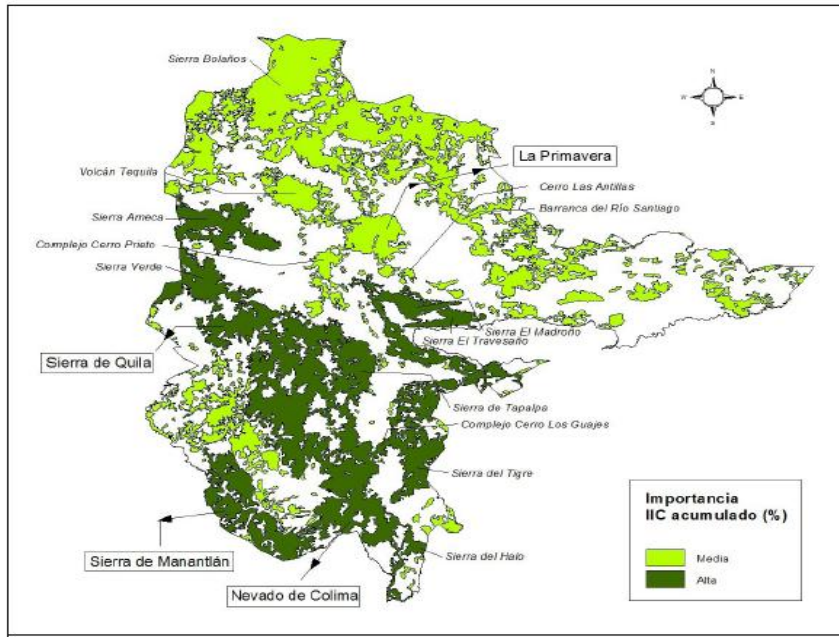 Sierra Bolaños
N
W
E
S
La Primavera
Volcán Tequila
Cerro Las Antillas
Barranca del Río Santiago
Sierra Ameca
Complejo Cerro Prieto
Sierra Verde
Sierra El Madroño
Sierra El Travesaño
Sierra de Quila
Sierra de Tapalpa
Complejo Cerro Los Guajes
Sierra del Tigre
Importancia
IIC acumulado (%)
Media
Alta
Sierra de Manantlán
Sierra del Halo
Nevado de Colima